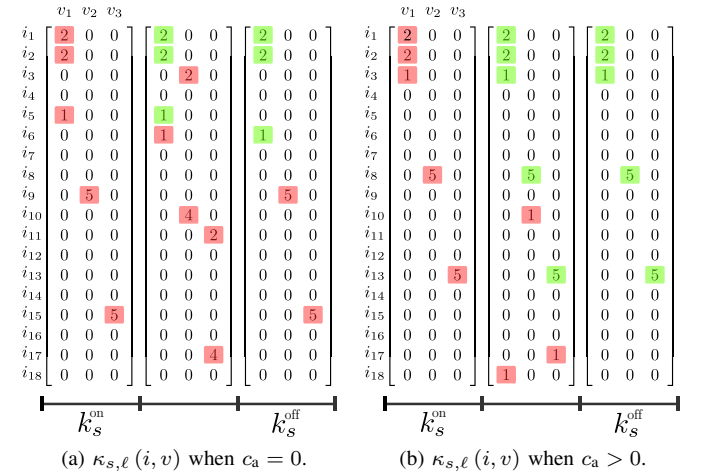 v₁ v₂ v₃ v₁ v₂ v₃
i₁ 2 0 0 2 0 0 2 0 0 i₁ 2 0 0 2 0 0 2 0 0
i₂ 2 0 0 2 0 0 2 0 0 i₂ 2 0 0 2 0 0 2 0 0
i₃ 0 0 0 0 2 0 0 0 0 i₃ 1 0 0 1 0 0 1 0 0
i₄ 0 0 0 0 0 0 0 0 0 i₄ 0 0 0 0 0 0 0 0 0
i₅ 1 0 0 1 0 0 0 0 0 i₅ 0 0 0 0 0 0 0 0 0
i₆ 0 0 0 1 0 0 1 0 0 i₆ 0 0 0 0 0 0 0 0 0
i₇ 0 0 0 0 0 0 0 0 0 i₇ 0 0 0 0 0 0 0 0 0
i₈ 0 0 0 0 0 0 0 0 0 i₈ 0 5 0 0 5 0 0 5 0
i₉ 0 5 0 0 0 0 0 5 0 i₉ 0 0 0 0 0 0 0 0 0
i₁₀ 0 0 0 0 4 0 0 0 0 i₁₀ 0 0 0 0 1 0 0 0 0
i₁₁ 0 0 0 0 0 2 0 0 0 i₁₁ 0 0 0 0 0 0 0 0 0
i₁₂ 0 0 0 0 0 0 0 0 0 i₁₂ 0 0 0 0 0 0 0 0 0
i₁₃ 0 0 0 0 0 0 0 0 0 i₁₃ 0 0 5 0 0 5 0 0 5
i₁₄ 0 0 0 0 0 0 0 0 0 i₁₄ 0 0 0 0 0 0 0 0 0
i₁₅ 0 0 5 0 0 0 0 0 5 i₁₅ 0 0 0 0 0 0 0 0 0
i₁₆ 0 0 0 0 0 0 0 0 0 i₁₆ 0 0 0 0 0 0 0 0 0
i₁₇ 0 0 0 0 0 4 0 0 0 i₁₇ 0 0 0 0 0 1 0 0 0
i₁₈ 0 0 0 0 0 0 0 0 0 i₁₈ 0 0 0 1 0 0 0 0 0
k_s^on k_s^off k_s^on k_s^off
(a) κ_{s,ℓ} (i, v) when c_a = 0. (b) κ_{s,ℓ} (i, v) when c_a > 0.